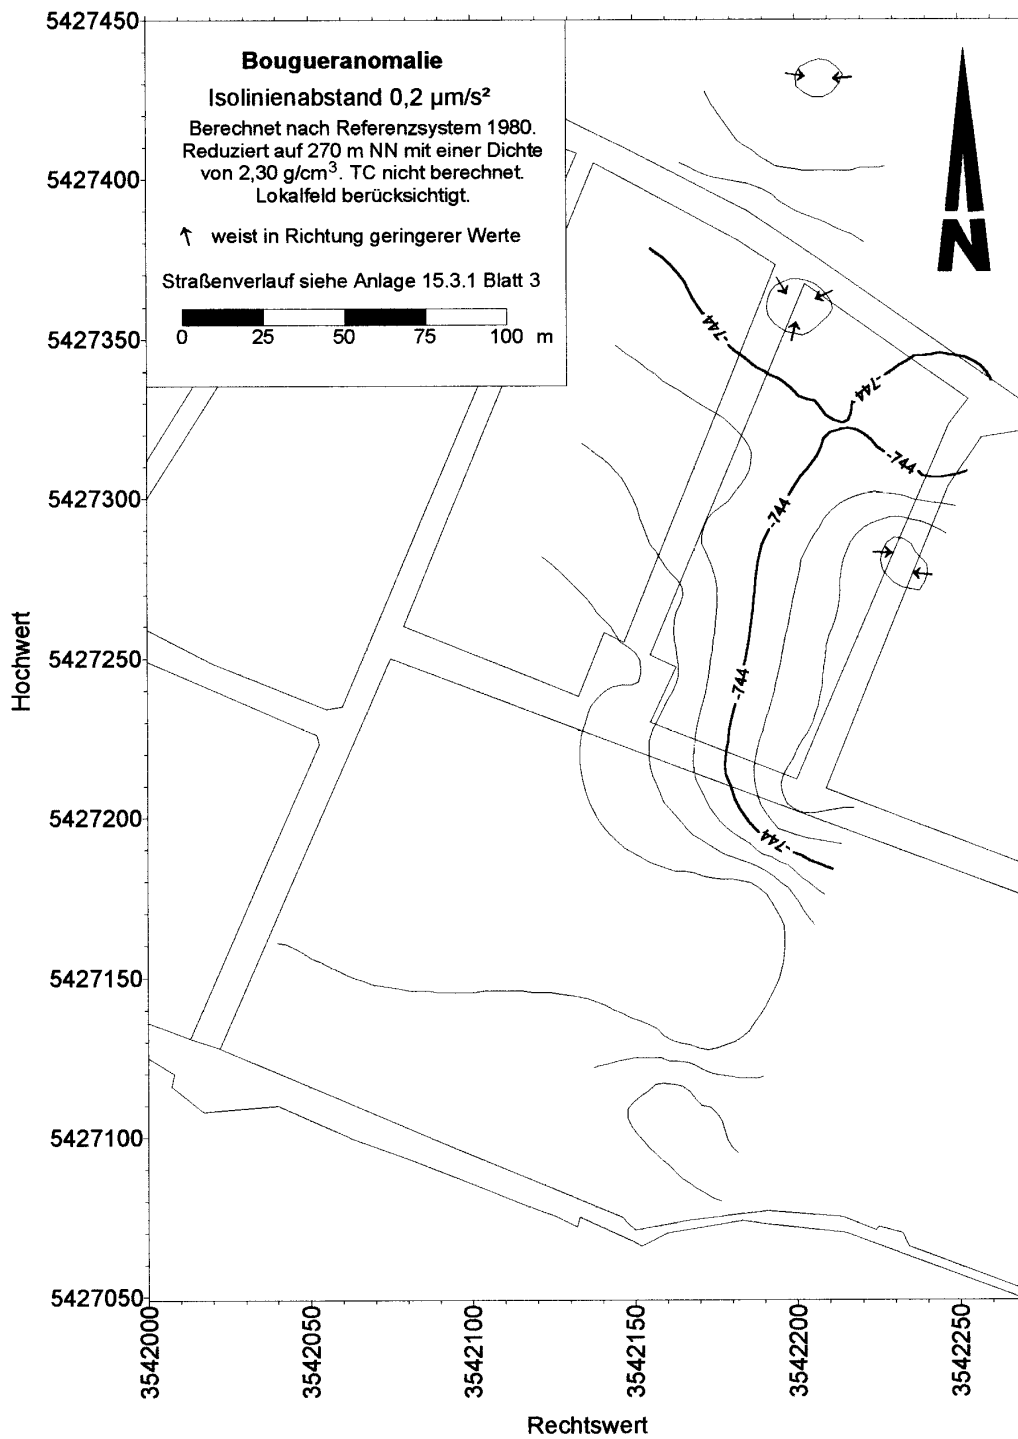 Bougueranomalie
Isolinienabstand 0,2 µm/s²
Berechnet nach Referenzsystem 1980.
Reduziert auf 270 m NN mit einer Dichte
von 2,30 g/cm³. TC nicht berechnet.
Lokalfeld berücksichtigt.
weist in Richtung geringerer Werte
Straßenverlauf siehe Anlage 15.3.1 Blatt 3
0 25 50 75 100 m
N
-744
-744
-744
-744
-744
-744
5427450
5427400
5427350
5427300
5427250
5427200
5427150
5427100
5427050
Hochwert
3542000
3542050
3542100
3542150
3542200
3542250
Rechtswert